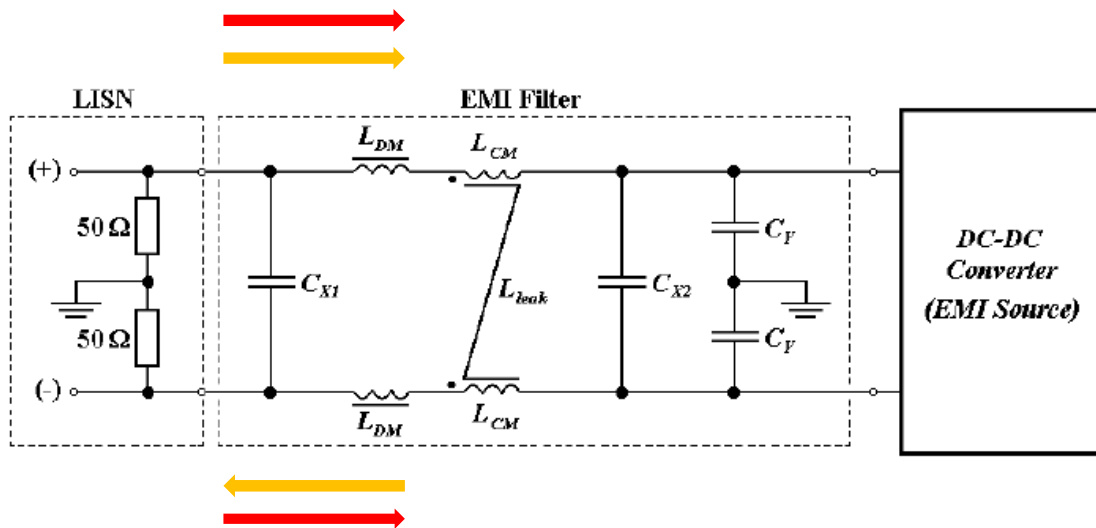 LISN
EMI Filter
L_DM
L_CM
(+)
50 Ω
C_X1
L_leak
C_X2
C_Y
DC-DC
Converter
(EMI Source)
50 Ω
C_Y
(-)
L_DM
L_CM